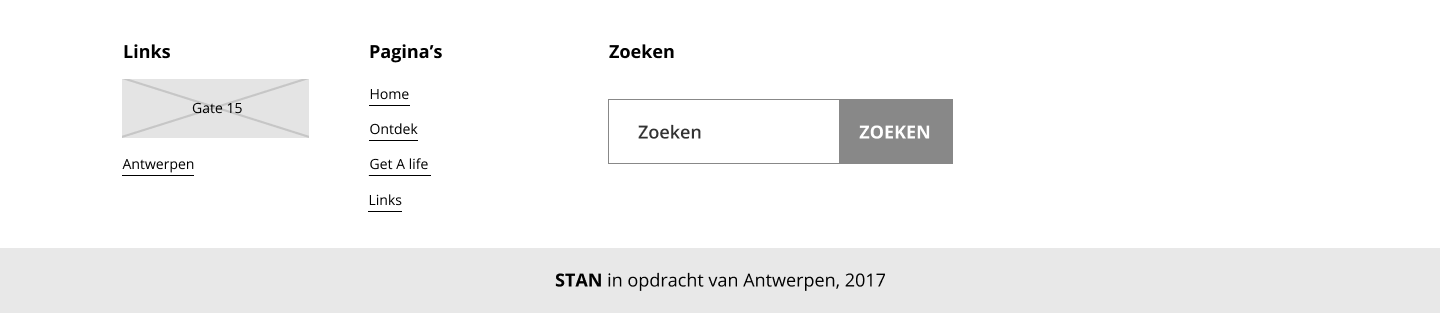 Links
Gate 15
Antwerpen
Pagina’s
Home
Ontdek
Get A life
Links
Zoeken
Zoeken
ZOEKEN
STAN in opdracht van Antwerpen, 2017